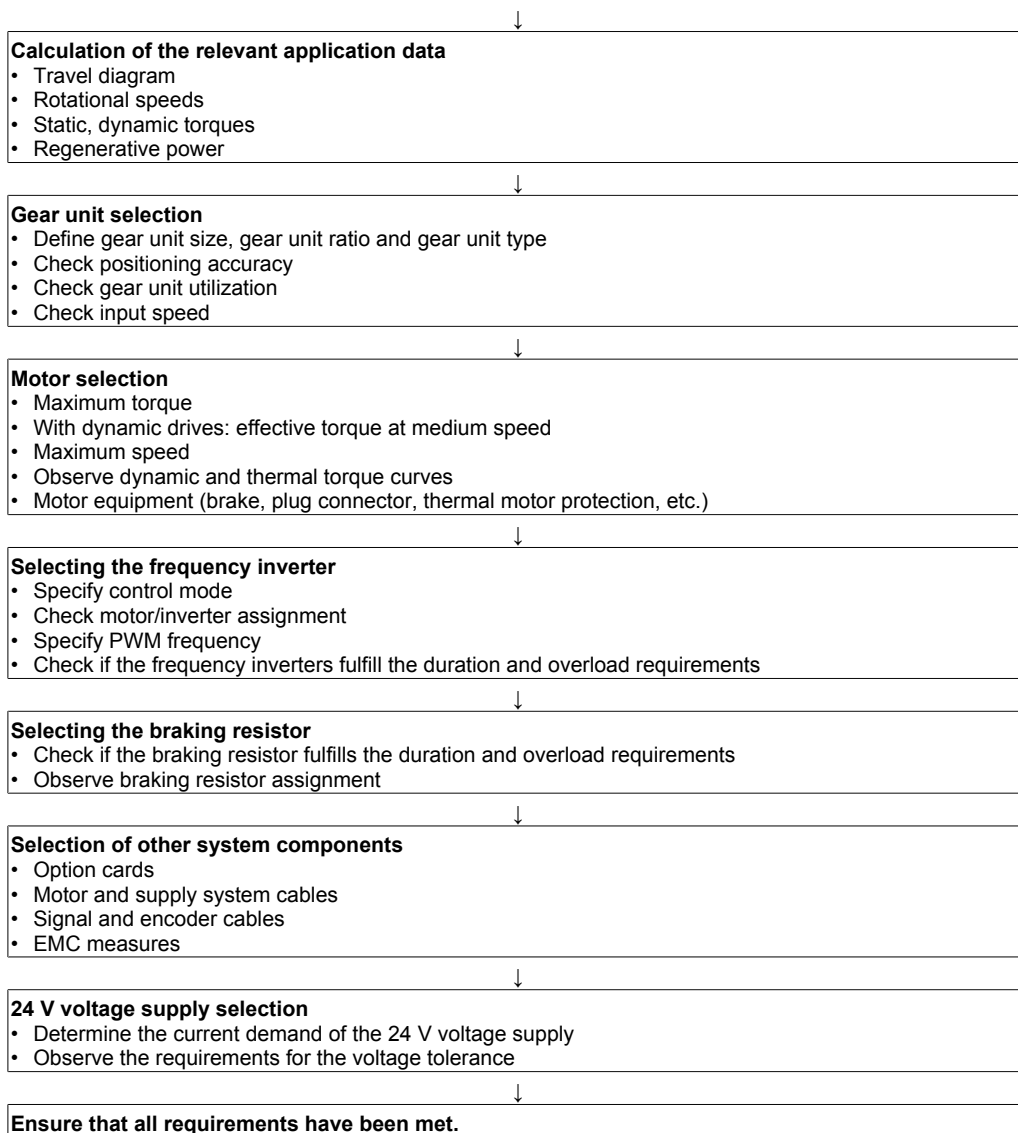 ↓
Calculation of the relevant application data
• Travel diagram
• Rotational speeds
• Static, dynamic torques
• Regenerative power
↓
Gear unit selection
• Define gear unit size, gear unit ratio and gear unit type
• Check positioning accuracy
• Check gear unit utilization
• Check input speed
↓
Motor selection
• Maximum torque
• With dynamic drives: effective torque at medium speed
• Maximum speed
• Observe dynamic and thermal torque curves
• Motor equipment (brake, plug connector, thermal motor protection, etc.)
↓
Selecting the frequency inverter
• Specify control mode
• Check motor/inverter assignment
• Specify PWM frequency
• Check if the frequency inverters fulfill the duration and overload requirements
↓
Selecting the braking resistor
• Check if the braking resistor fulfills the duration and overload requirements
• Observe braking resistor assignment
↓
Selection of other system components
• Option cards
• Motor and supply system cables
• Signal and encoder cables
• EMC measures
↓
24 V voltage supply selection
• Determine the current demand of the 24 V voltage supply
• Observe the requirements for the voltage tolerance
↓
Ensure that all requirements have been met.